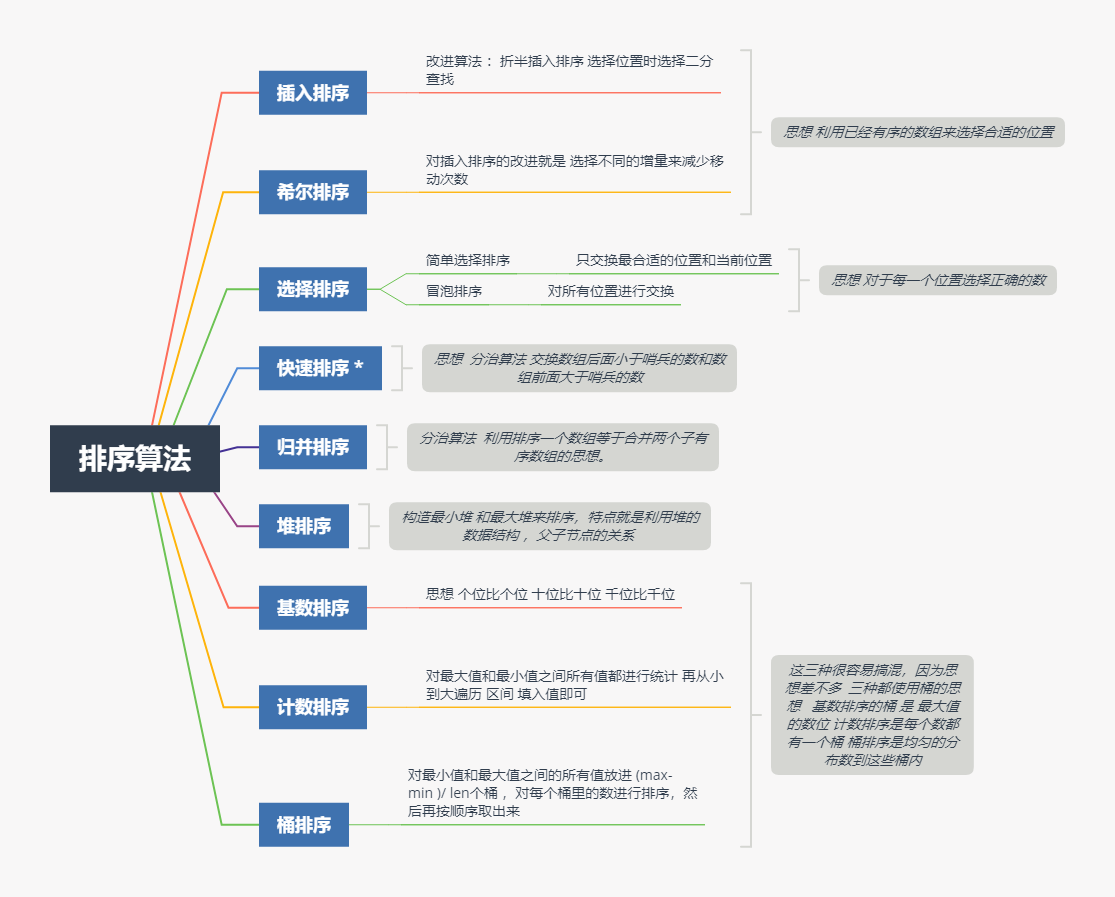 排序算法
插入排序
改进算法： 折半插入排序 选择位置时选择二分
查找
希尔排序
对插入排序的改进就是 选择不同的增量来减少移
动次数
思想 利用已经有序的数组来选择合适的位置
选择排序
简单选择排序
只交换最合适的位置和当前位置
冒泡排序
对所有位置进行交换
思想 对于每一个位置选择正确的数
快速排序 *
思想 分治算法 交换数组后面小于哨兵的数和数
组前面大于哨兵的数
归并排序
分治算法 利用排序一个数组等于合并两个子有
序数组的思想。
堆排序
构造最小堆 和最大堆来排序，特点就是利用堆的
数据结构 ，父子节点的关系
基数排序
思想 个位比个位 十位比十位 千位比千位
计数排序
对最大值和最小值之间所有值都进行统计 再从小
到大遍历 区间 填入值即可
桶排序
对最小值和最大值之间的所有值放进 (max-
min )/ len个桶 ，对每个桶里的数进行排序，然
后再按顺序取出来
这三种很容易搞混，因为思
想差不多 三种都使用桶的思
想 基数排序的桶 是 最大值
的数位 计数排序是每个数都
有一个桶 桶排序是均匀的分
布数到这些桶内